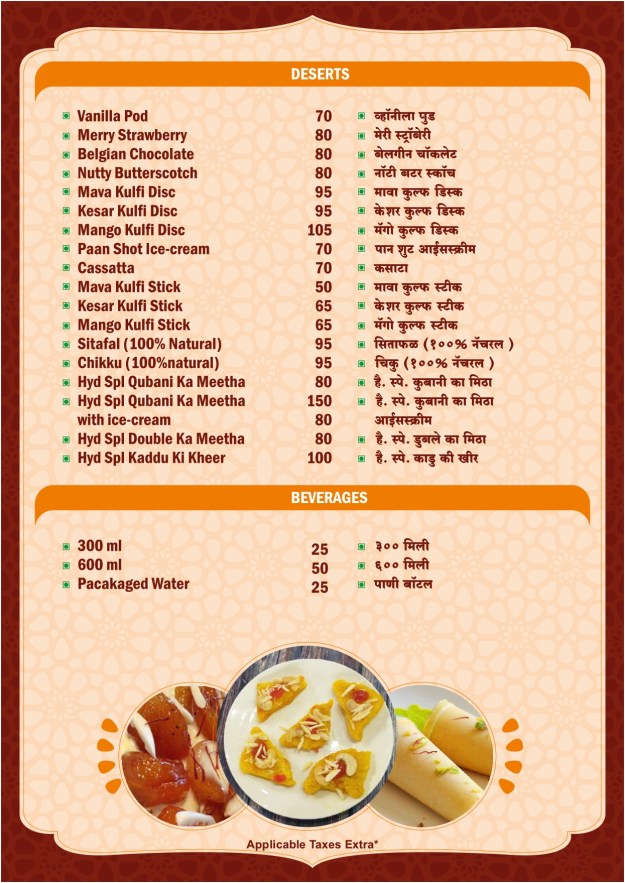 DESERTS
Vanilla Pod 70 व्हॉनीला पुड
Merry Strawberry 80 मेरी स्ट्रॉबेरी
Belgian Chocolate 80 बेलगीन चॉकलेट
Nutty Butterscotch 80 नॉटी बटर स्कॉच
Mava Kulfi Disc 95 मावा कुल्फ डिस्क
Kesar Kulfi Disc 95 केशर कुल्फ डिस्क
Mango Kulfi Disc 105 मॅगो कुल्फ डिस्क
Paan Shot Ice-cream 70 पान शुट आईसस्क्रीम
Cassatta 70 कसाटा
Mava Kulfi Stick 50 मावा कुल्फ स्टीक
Kesar Kulfi Stick 65 केशर कुल्फ स्टीक
Mango Kulfi Stick 65 मॅगो कुल्फ स्टीक
Sitafal (100% Natural) 95 सिताफळ (१००% नॅचरल )
Chikku (100%natural) 95 चिकु (१००% नॅचरल )
Hyd Spl Qubani Ka Meetha 80 है. स्पे. कुबानी का मिठा
Hyd Spl Qubani Ka Meetha 150 है. स्पे. कुबानी का मिठा
with ice-cream 80 आईसस्क्रीम
Hyd Spl Double Ka Meetha 80 है. स्पे. डुबले का मिठा
Hyd Spl Kaddu Ki Kheer 100 है. स्पे. काडु की खीर
BEVERAGES
300 ml 25 ३०० मिली
600 ml 50 ६०० मिली
Pacakaged Water 25 पाणी बॉटल
Applicable Taxes Extra*